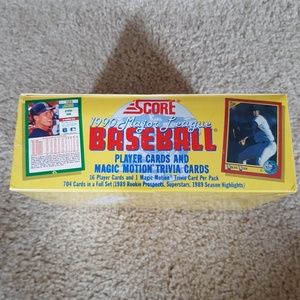 SCORE
1990 Major League
BASEBALL
PLAYER CARDS AND
MAGIC MOTION TRIVIA CARDS
16 Player Cards and 1 Magic Motion Trivia Card Per Pack
704 Cards in a Full Set (1989 Rookie Prospects, Superstars, 1989 Season Highlights)